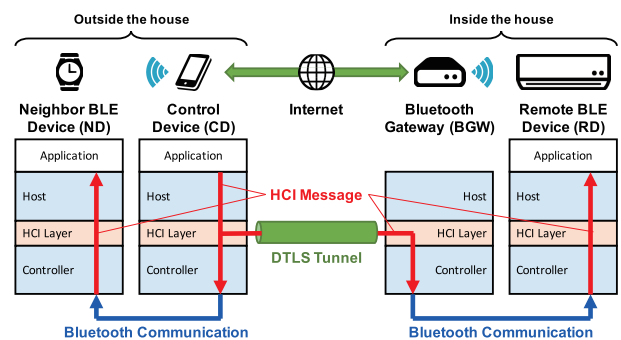 Outside the house
Inside the house
Neighbor BLE
Device (ND)
Control
Device (CD)
Internet
Bluetooth
Gateway (BGW)
Remote BLE
Device (RD)
Application
Application
Application
Host
Host
HCI Message
Host
Host
HCI Layer
HCI Layer
HCI Layer
HCI Layer
DTLS Tunnel
Controller
Controller
Controller
Controller
Bluetooth Communication
Bluetooth Communication